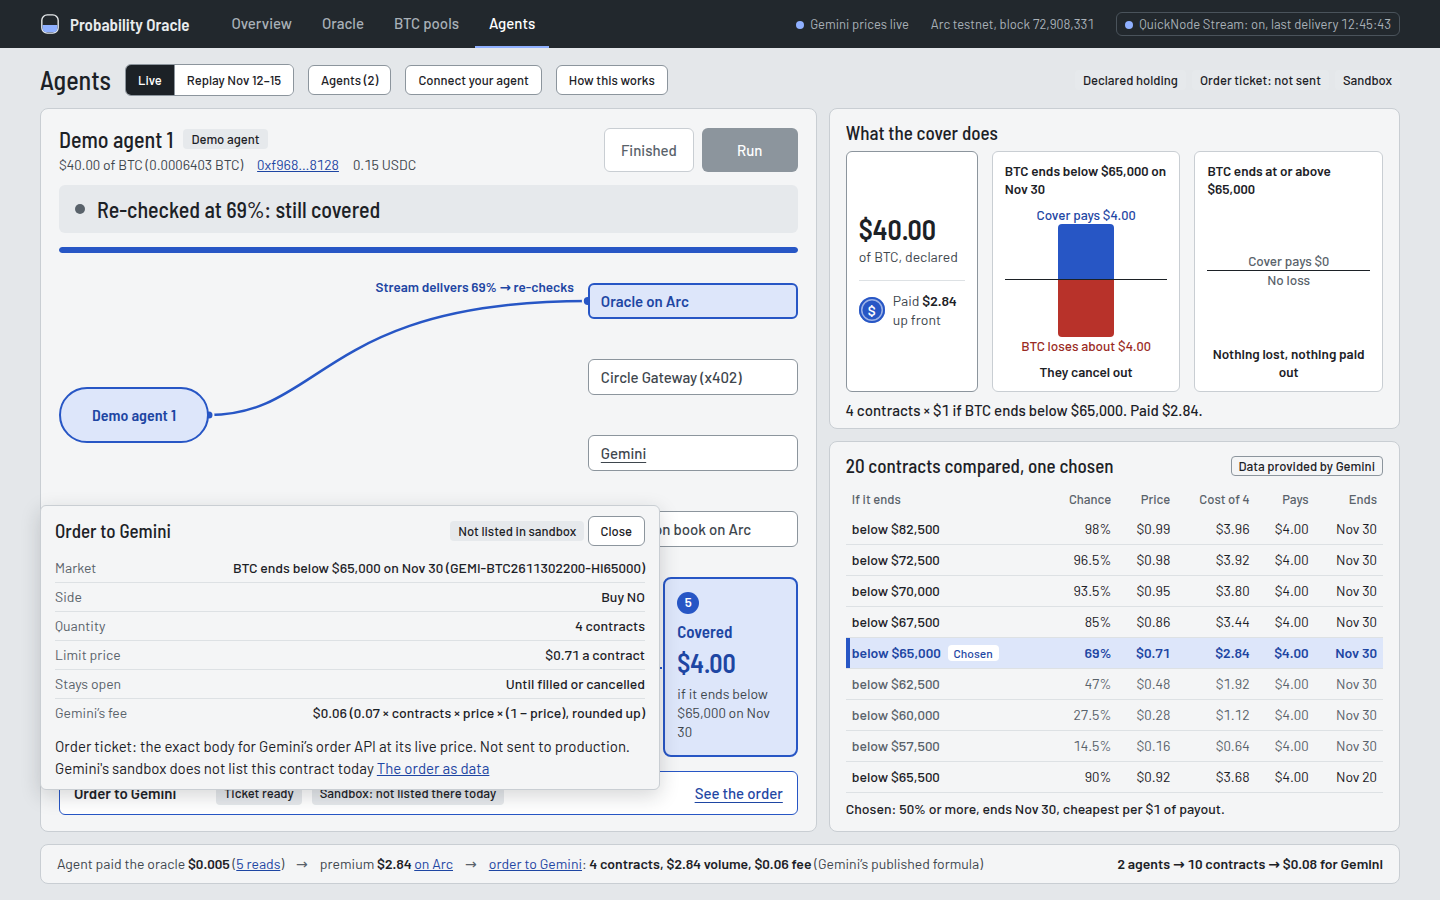 Probability Oracle
Overview
Oracle
BTC pools
Agents
Gemini prices live
Arc testnet, block 72,908,331
QuickNode Stream: on, last delivery 12:45:43
Agents
Live
Replay Nov 12–15
Agents (2)
Connect your agent
How this works
Declared holding
Order ticket: not sent
Sandbox
Demo agent 1
Demo agent
$40.00 of BTC (0.0006403 BTC)
0xf968...8128
0.15 USDC
Finished
Run
Re-checked at 69%: still covered
Stream delivers 69% → re-checks
Oracle on Arc
Circle Gateway (x402)
Demo agent 1
Gemini
on book on Arc
Order to Gemini
Not listed in sandbox
Close
Market
BTC ends below $65,000 on Nov 30 (GEMI-BTC2611302200-HI65000)
Side
Buy NO
Quantity
4 contracts
Limit price
$0.71 a contract
Stays open
Until filled or cancelled
Gemini's fee
$0.06 (0.07 × contracts × price × (1 − price), rounded up)
Order ticket: the exact body for Gemini's order API at its live price. Not sent to production.
Gemini's sandbox does not list this contract today The order as data
5
Covered
$4.00
if it ends below
$65,000 on Nov
30
Order to Gemini
Ticket ready
Sandbox: not listed there today
See the order
What the cover does
$40.00
of BTC, declared
$
Paid $2.84
up front
BTC ends below $65,000 on
Nov 30
Cover pays $4.00
BTC loses about $4.00
They cancel out
BTC ends at or above
$65,000
Cover pays $0
No loss
Nothing lost, nothing paid
out
4 contracts × $1 if BTC ends below $65,000. Paid $2.84.
20 contracts compared, one chosen
Data provided by Gemini
If it ends Chance Price Cost of 4 Pays Ends
below $82,500 98% $0.99 $3.96 $4.00 Nov 30
below $72,500 96.5% $0.98 $3.92 $4.00 Nov 30
below $70,000 93.5% $0.95 $3.80 $4.00 Nov 30
below $67,500 85% $0.86 $3.44 $4.00 Nov 30
below $65,000 Chosen 69% $0.71 $2.84 $4.00 Nov 30
below $62,500 47% $0.48 $1.92 $4.00 Nov 30
below $60,000 27.5% $0.28 $1.12 $4.00 Nov 30
below $57,500 14.5% $0.16 $0.64 $4.00 Nov 30
below $65,500 90% $0.92 $3.68 $4.00 Nov 20
Chosen: 50% or more, ends Nov 30, cheapest per $1 of payout.
Agent paid the oracle $0.005 (5 reads) → premium $2.84 on Arc → order to Gemini: 4 contracts, $2.84 volume, $0.06 fee (Gemini's published formula)
2 agents → 10 contracts → $0.08 for Gemini